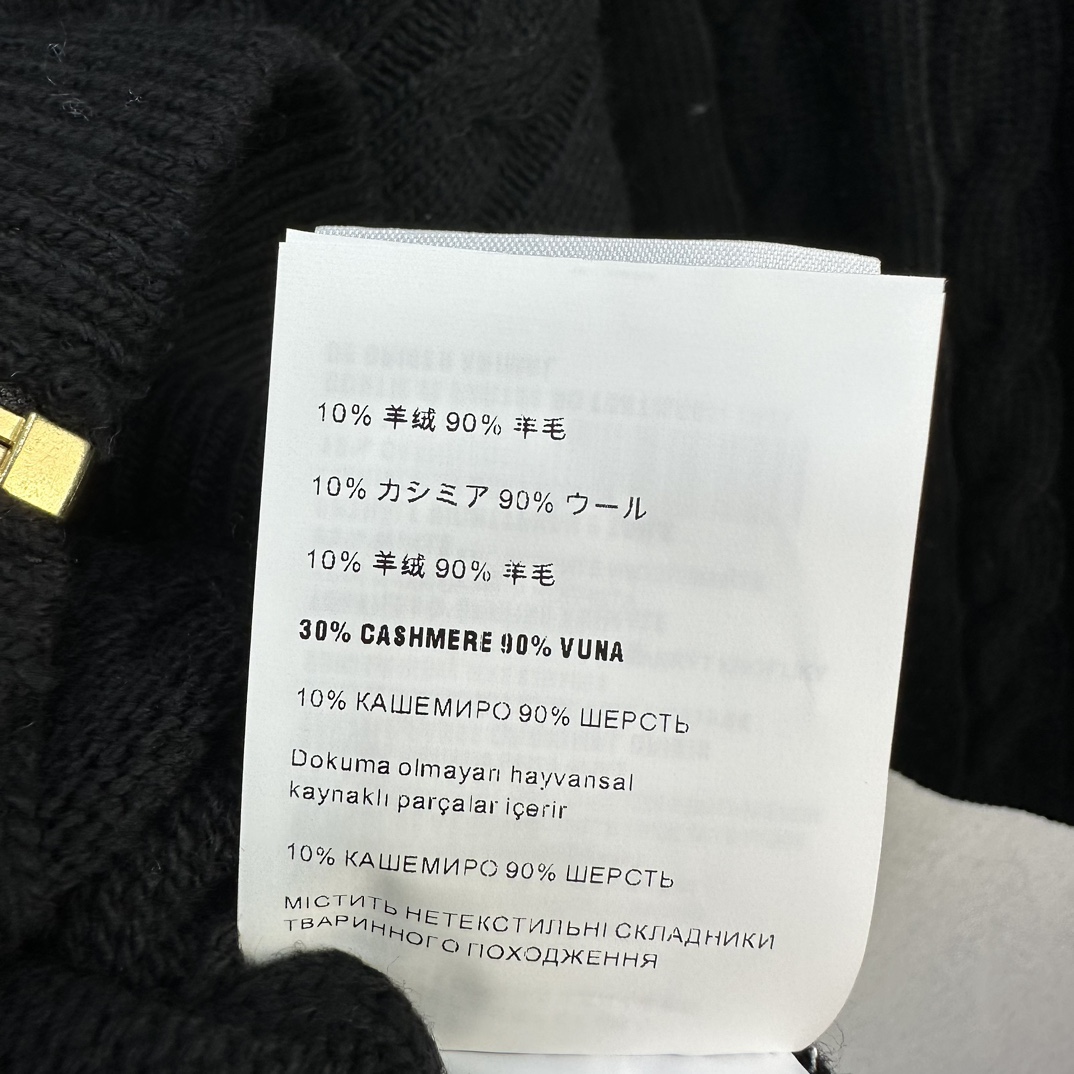 10% 羊绒 90% 羊毛
10% カシミア 90% ウール
10% 羊绒 90% 羊毛
30% CASHMERE 90% VUNA
10% КАШЕМИРО 90% ШЕРСТЬ
Dokuma olmayan hayvansal
kaynaklı parçalar içerir
10% КАШЕМИРО 90% ШЕРСТЬ
МІСТИТЬ НЕТЕКСТИЛЬНІ СКЛАДНИКИ
ТВАРИННОГО ПОХОДЖЕННЯ